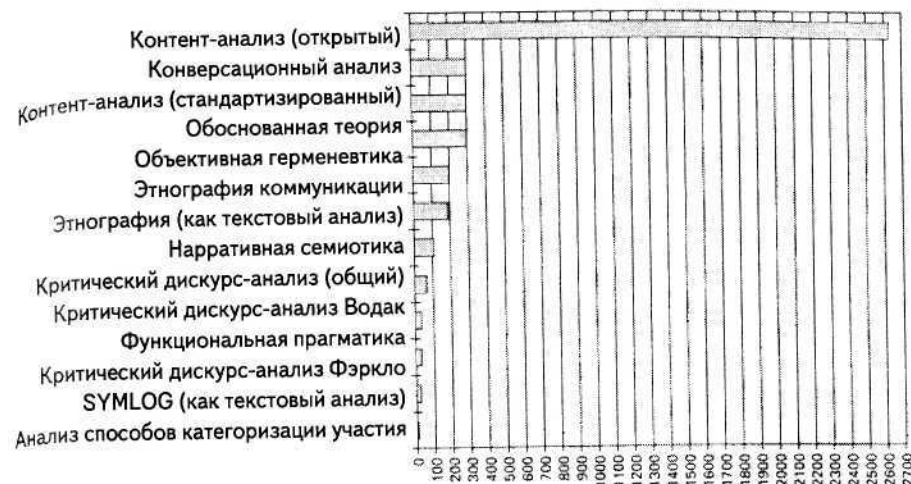 Контент-анализ (открытый)
Конверсационный анализ
Контент-анализ (стандартизированный)
Обоснованная теория
Объективная герменевтика
Этнография коммуникации
Этнография (как текстовый анализ)
Нарративная семиотика
Критический дискурс-анализ (общий)
Критический дискурс-анализ Водак
Функциональная прагматика
Критический дискурс-анализ Фэркло
SYMLOG (как текстовый анализ)
Анализ способов категоризации участия
0 100 200 300 400 500 600 700 800 900 1000 1100 1200 1300 1400 1500 1600 1700 1800 1900 2000 2100 2200 2300 2400 2500 2600 2700